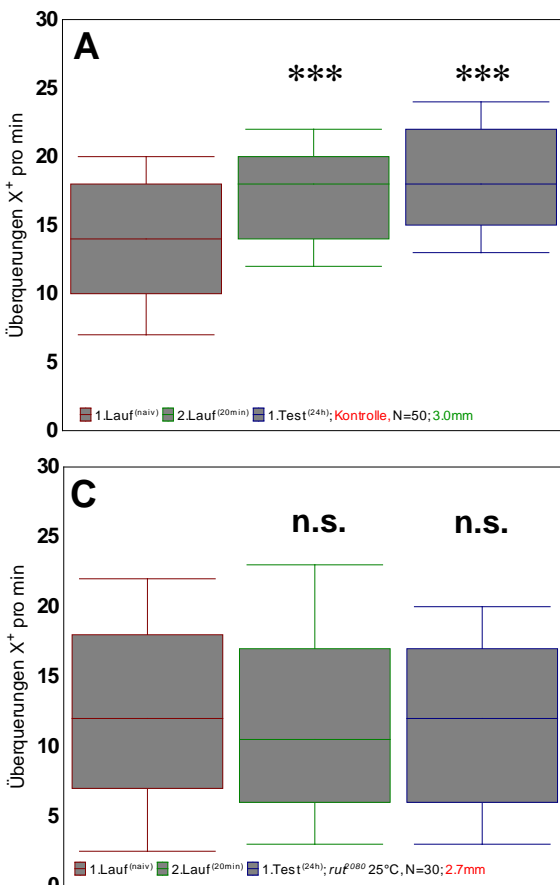 A
*** ***
Überquerungen X⁺ pro min
30
25
20
15
10
5
0
1.Lauf⁽ⁿᵃⁱᵛ⁾ 2.Lauf⁽²⁰ᵐⁱⁿ⁾ 1.Test⁽²⁴ʰ⁾; Kontrolle, N=50; 3.0mm
C
n.s. n.s.
Überquerungen X⁺ pro min
30
25
20
15
10
5
0
1.Lauf⁽ⁿᵃⁱᵛ⁾ 2.Lauf⁽²⁰ᵐⁱⁿ⁾ 1.Test⁽²⁴ʰ⁾; rut²⁰⁸⁰ 25°C, N=30; 2.7mm